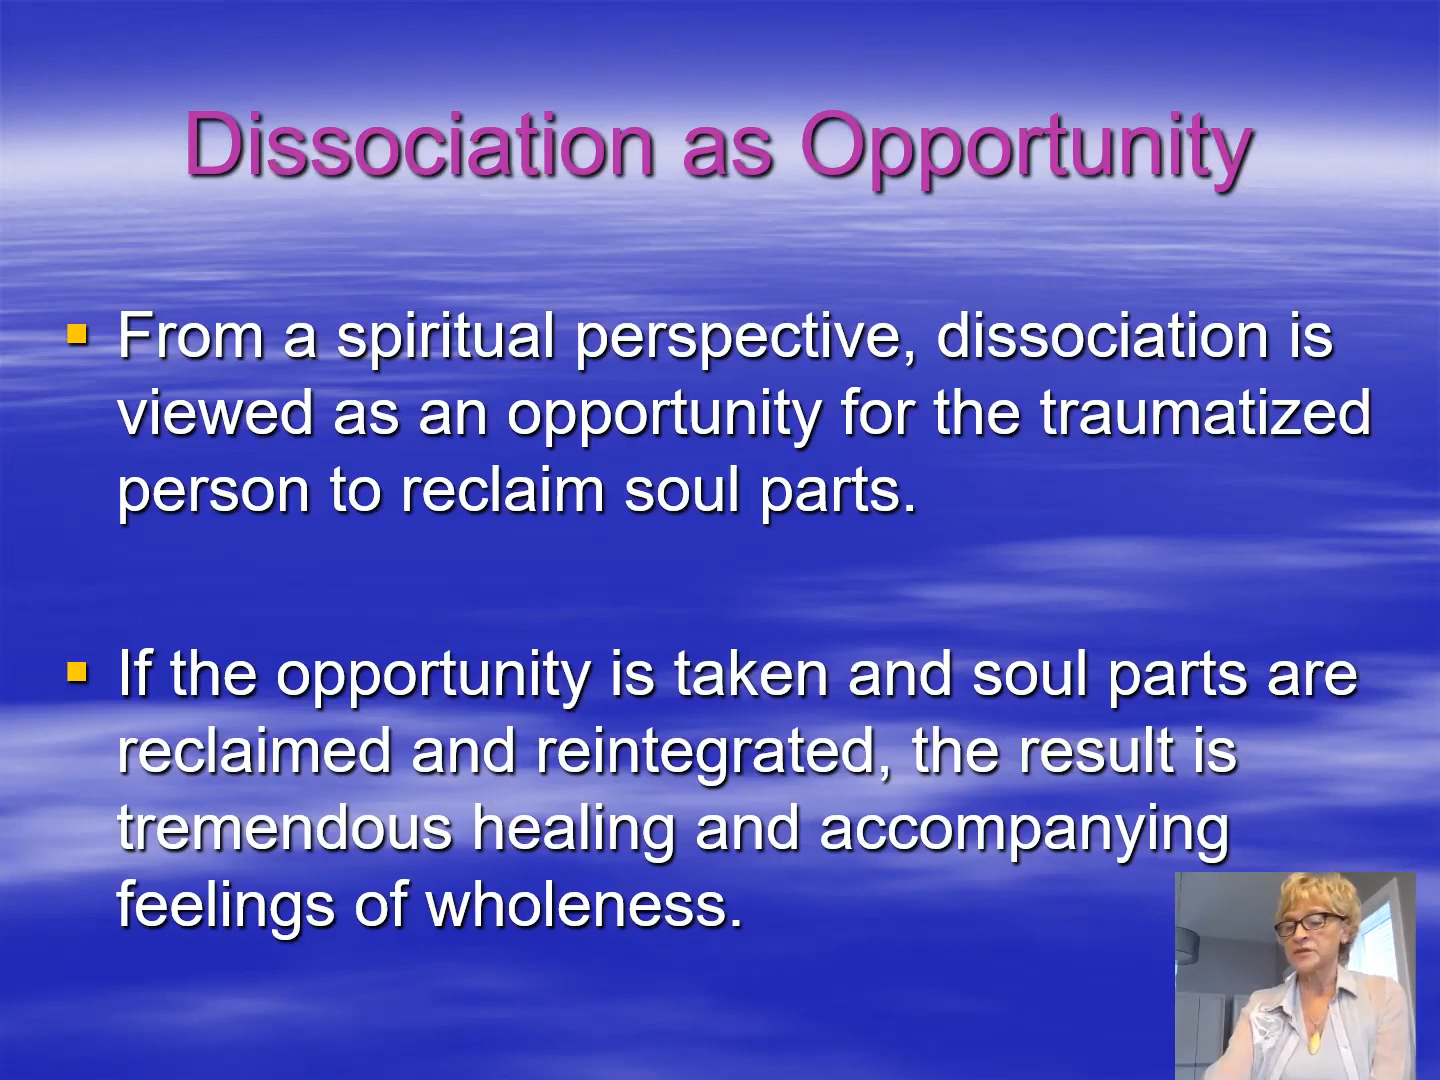 Dissociation as Opportunity
From a spiritual perspective, dissociation is
viewed as an opportunity for the traumatized
person to reclaim soul parts.
If the opportunity is taken and soul parts are
reclaimed and reintegrated, the result is
tremendous healing and accompanying
feelings of wholeness.